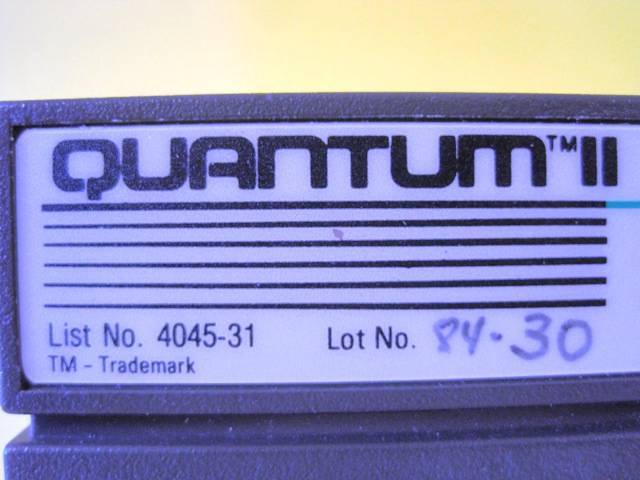 QUANTUM™II
List No. 4045-31 Lot No. 84-30
TM - Trademark